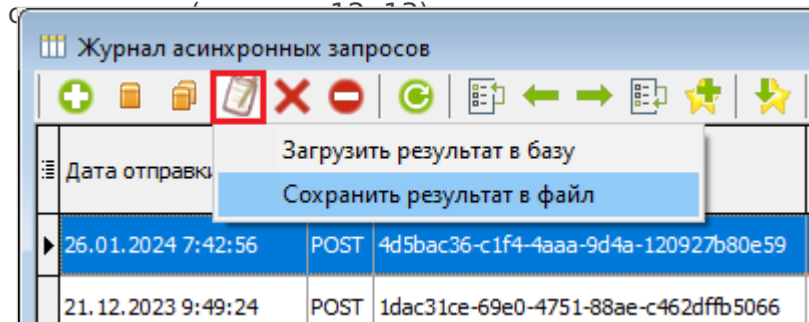 Журнал асинхронных запросов
Загрузить результат в базу
Дата отправки
Сохранить результат в файл
26.01.2024 7:42:56 POST 4d5bac36-c1f4-4aaa-9d4a-120927b80e59
21.12.2023 9:49:24 POST 1dac31ce-69e0-4751-88ae-c462dffb5066